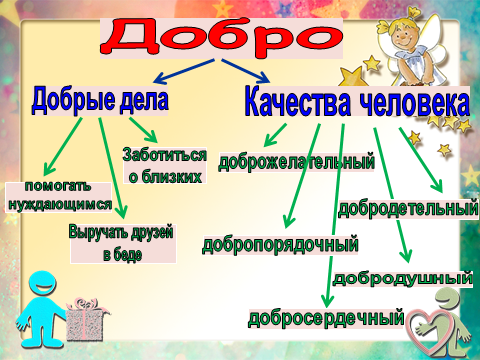 Добро
Добрые дела
Качества человека
Заботиться
о близких
доброжелательный
помогать
нуждающимся
добродетельный
Выручать друзей
в беде
добропорядочный
добродушный
добросердечный